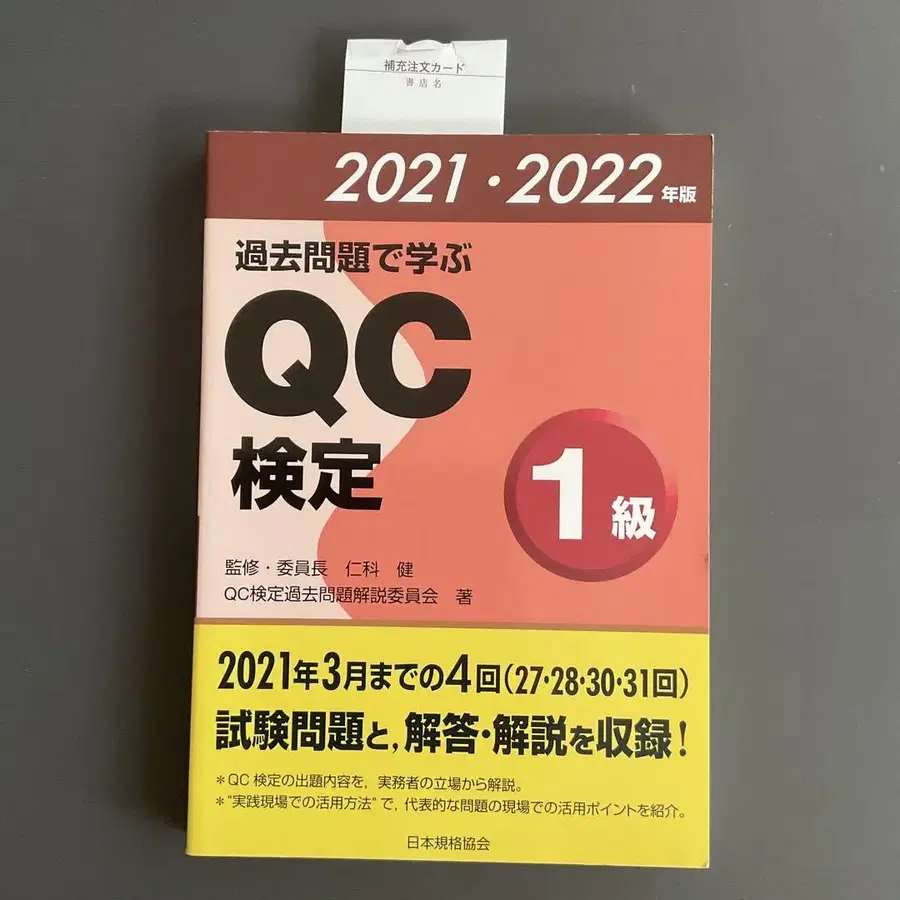 補充注文カード
書店名
2021・2022年版
過去問題で学ぶ
QC
検定
1級
監修・委員長 仁科 健
QC検定過去問題解説委員会 著
2021年3月までの4回(27・28・30・31回)
試験問題と,解答・解説を収録!
*QC検定の出題内容を,実務者の立場から解説。
*“実践現場での活用方法”で,代表的な問題の現場での活用ポイントを紹介。
日本規格協会